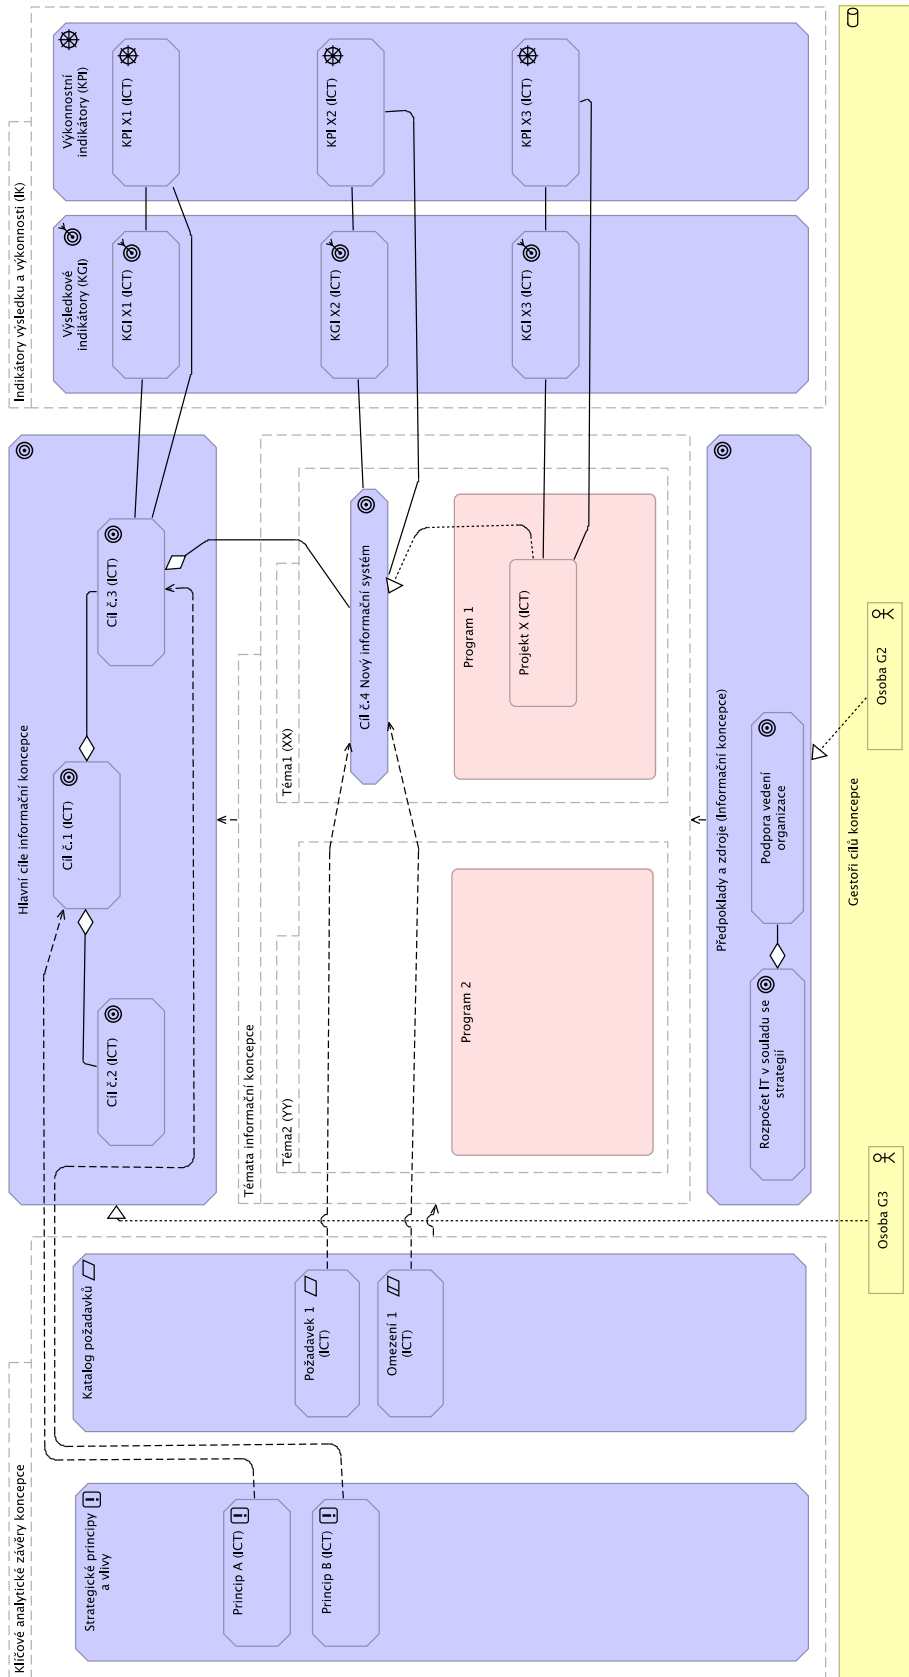 Klíčové analytické závěry koncepce
Strategické principy
a vlivy
Princip A (ICT)
Princip B (ICT)
Katalog požadavků
Požadavek 1
(ICT)
Omezení 1
(ICT)
Hlavní cíle informační koncepce
Cíl č.2 (ICT)
Cíl č.1 (ICT)
Cíl č.3 (ICT)
Témata informační koncepce
Téma2 (YY)
Program 2
Téma1 (XX)
Cíl č.4 Nový informační systém
Program 1
Projekt X (ICT)
Předpoklady a zdroje (Informační koncepce)
Rozpočet IT v souladu se
strategií
Podpora vedení
organizace
Indikátory výsledku a výkonnosti (IK)
Výsledkové
indikátory (KGI)
KGI X1 (ICT)
KGI X2 (ICT)
KGI X3 (ICT)
Výkonnostní
indikátory (KPI)
KPI X1 (ICT)
KPI X2 (ICT)
KPI X3 (ICT)
Gestoři cílů koncepce
Osoba G3
Osoba G2